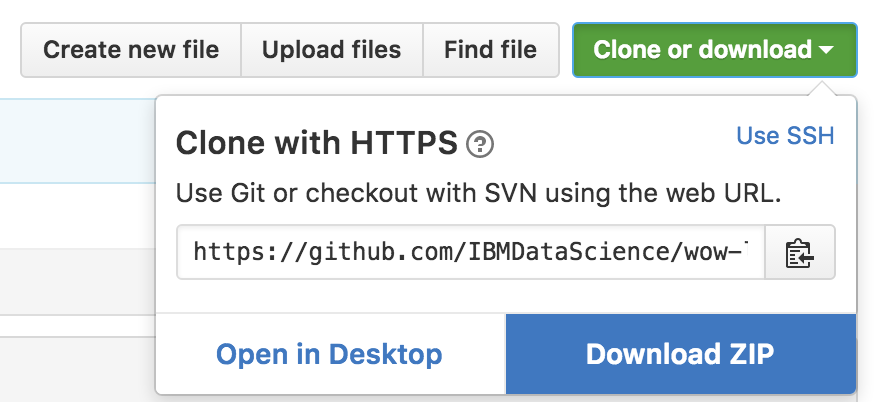 Create new file Upload files Find file Clone or download
Clone with HTTPS Use SSH
Use Git or checkout with SVN using the web URL.
https://github.com/IBMDataScience/wow-
Open in Desktop Download ZIP